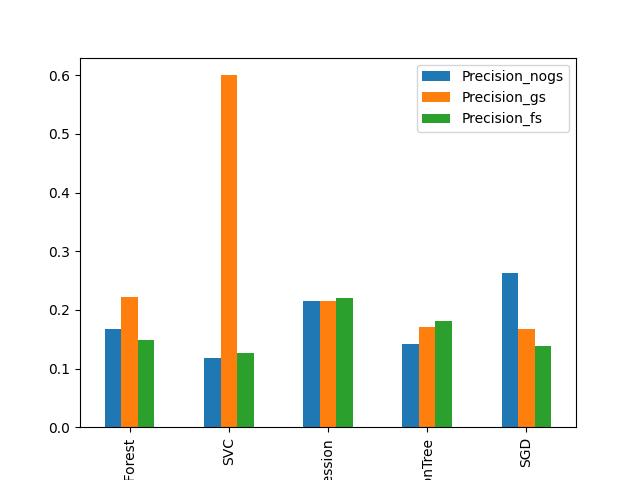 Precision_nogs
Precision_gs
Precision_fs
0.6
0.5
0.4
0.3
0.2
0.1
0.0
Forest
SVC
ession
onTree
SGD